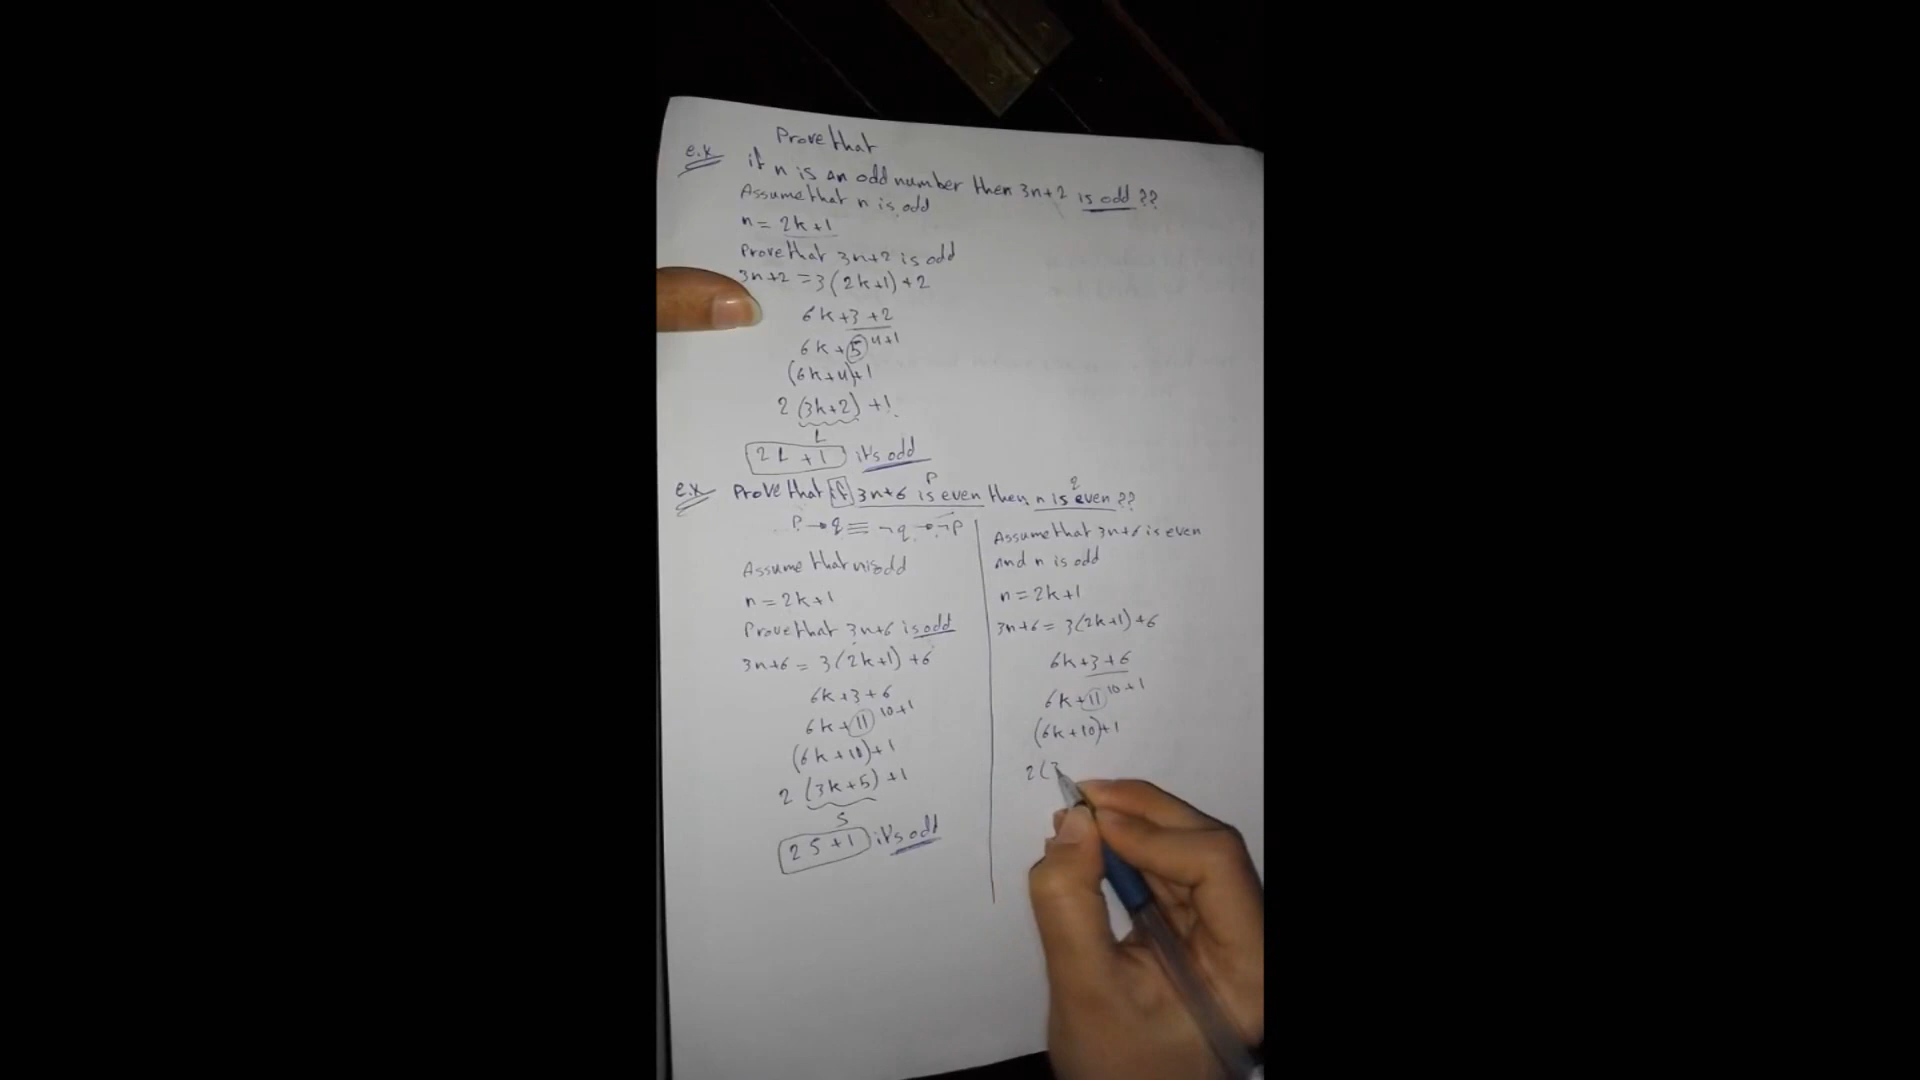 Prove that
e.x if n is an odd number then 3n+2 is odd ??
Assume that n is odd
n = 2k+1
Prove that 3n+2 is odd
3n+2 = 3(2k+1)+2
6k+3+2
6k+5 4+1
(6k+4)+1
2 (3k+2) +1
L
2L+1 it's odd
P q
e.x Prove that if 3n+6 is even then n is even ??
P→q ≡ ¬q→¬P
Assume that n is odd
n = 2k+1
Prove that 3n+6 is odd
3n+6 = 3(2k+1)+6
6k+3+6
6k+11 10+1
(6k+10)+1
2 (3k+5) +1
S
2S+1 it's odd
Assume that 3n+6 is even
and n is odd
n = 2k+1
3n+6 = 3(2k+1)+6
6k+3+6
6k+11 10+1
(6k+10)+1
2(3